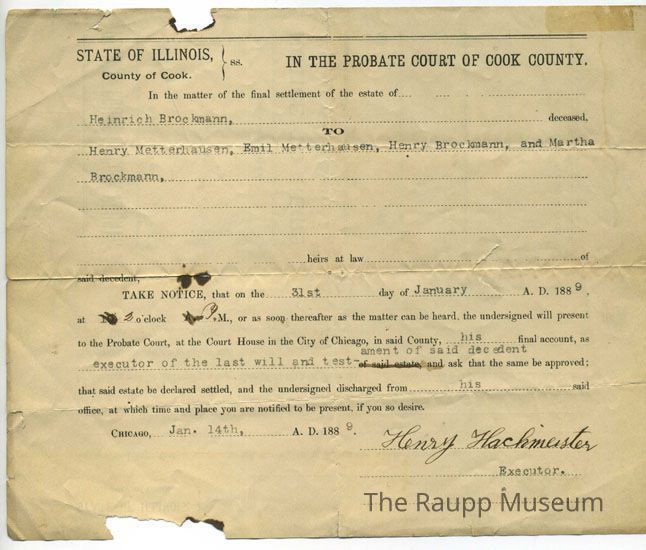 STATE OF ILLINOIS, } ss. IN THE PROBATE COURT OF COOK COUNTY.
County of Cook.
In the matter of the final settlement of the estate of
Heinrich Brockmann, deceased,
TO
Henry Metterhausen, Emil Metterhausen, Henry Brockmann, and Martha
Brockmann,
heirs at law of
said decedent,
TAKE NOTICE, that on the 31st day of January A. D. 1889,
at 2 o'clock P. M., or as soon thereafter as the matter can be heard, the undersigned will present
to the Probate Court, at the Court House in the City of Chicago, in said County, his final account, as
executor of the last will and test- ament of said decedent of said estate, and ask that the same be approved;
that said estate be declared settled, and the undersigned discharged from his said
office, at which time and place you are notified to be present, if you so desire.
CHICAGO, Jan. 14th, A. D. 1889.
Henry Hachmeister
Executor.
The Raupp Museum